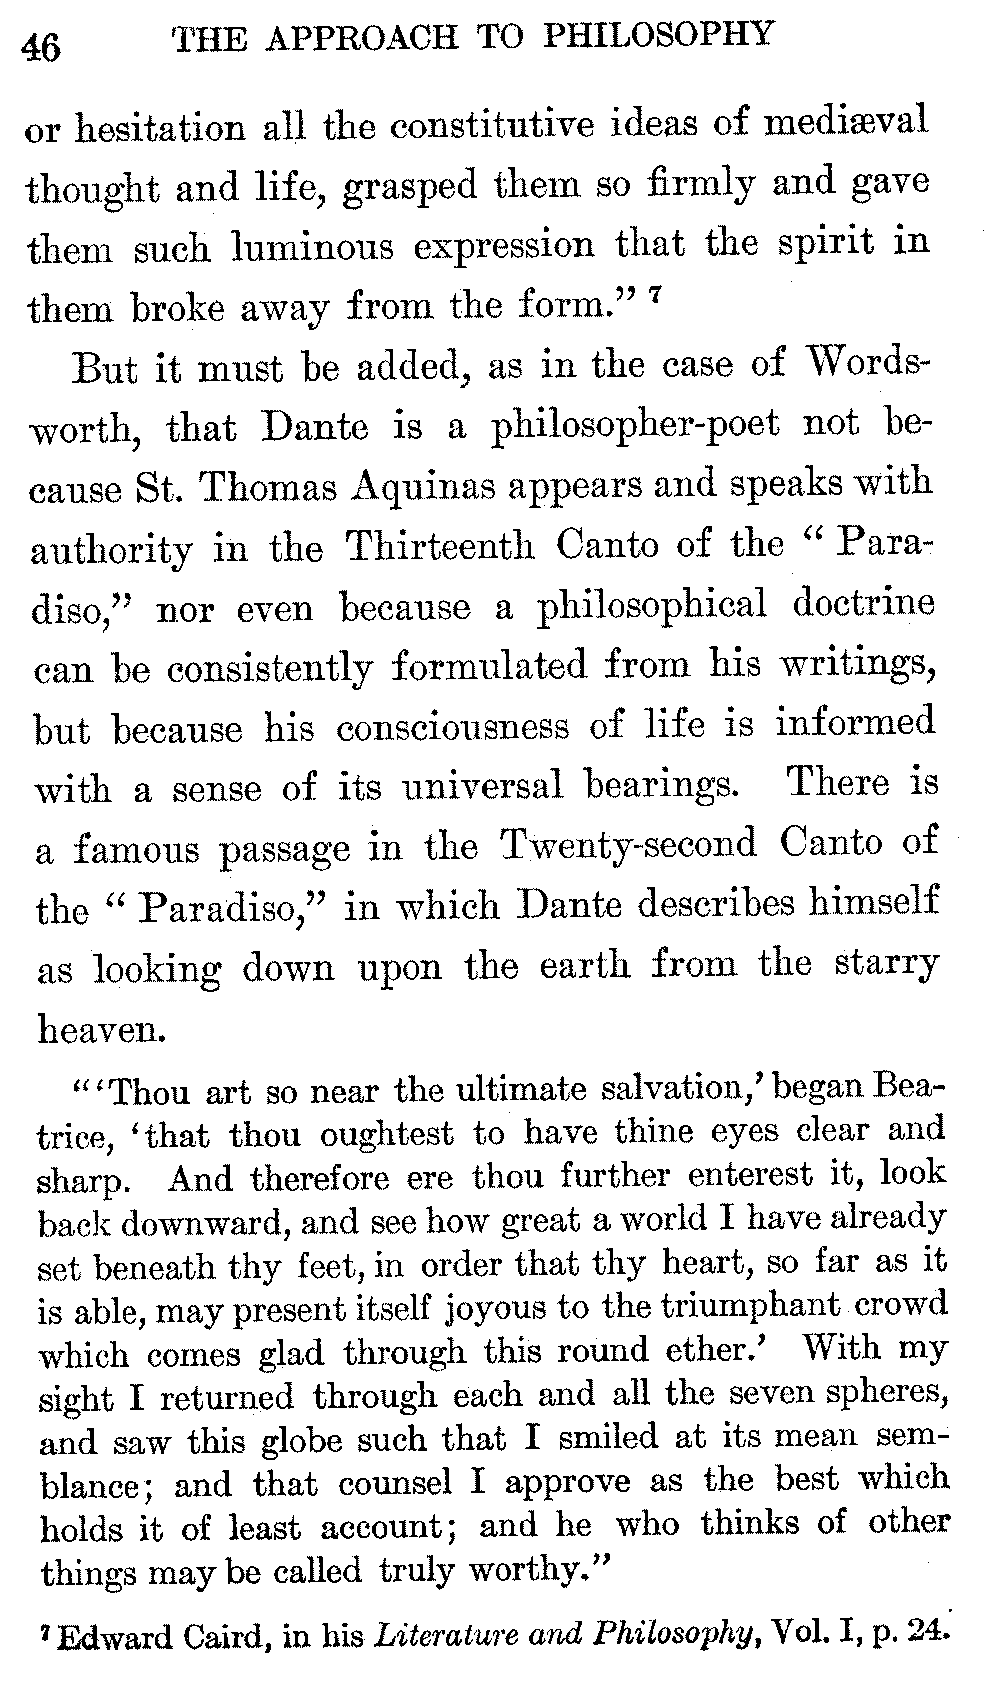 46 THE APPROACH TO PHILOSOPHY
or hesitation all the constitutive ideas of mediæval
thought and life, grasped them so firmly and gave
them such luminous expression that the spirit in
them broke away from the form.” 7
But it must be added, as in the case of Words-
worth, that Dante is a philosopher-poet not be-
cause St. Thomas Aquinas appears and speaks with
authority in the Thirteenth Canto of the “ Para-
diso,” nor even because a philosophical doctrine
can be consistently formulated from his writings,
but because his consciousness of life is informed
with a sense of its universal bearings. There is
a famous passage in the Twenty-second Canto of
the “ Paradiso,” in which Dante describes himself
as looking down upon the earth from the starry
heaven.
“‘Thou art so near the ultimate salvation,’ began Bea-
trice, ‘that thou oughtest to have thine eyes clear and
sharp. And therefore ere thou further enterest it, look
back downward, and see how great a world I have already
set beneath thy feet, in order that thy heart, so far as it
is able, may present itself joyous to the triumphant crowd
which comes glad through this round ether.’ With my
sight I returned through each and all the seven spheres,
and saw this globe such that I smiled at its mean sem-
blance; and that counsel I approve as the best which
holds it of least account; and he who thinks of other
things may be called truly worthy.”
7 Edward Caird, in his Literature and Philosophy, Vol. I, p. 24.